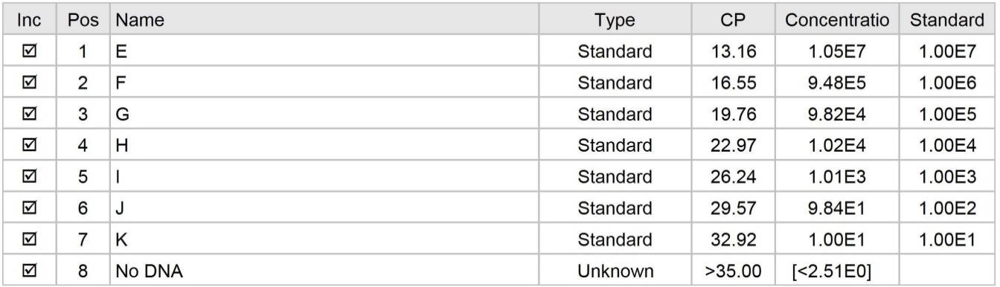 Inc Pos Name Type CP Concentratio Standard
☑ 1 E Standard 13.16 1.05E7 1.00E7
☑ 2 F Standard 16.55 9.48E5 1.00E6
☑ 3 G Standard 19.76 9.82E4 1.00E5
☑ 4 H Standard 22.97 1.02E4 1.00E4
☑ 5 I Standard 26.24 1.01E3 1.00E3
☑ 6 J Standard 29.57 9.84E1 1.00E2
☑ 7 K Standard 32.92 1.00E1 1.00E1
☑ 8 No DNA Unknown >35.00 [<2.51E0]